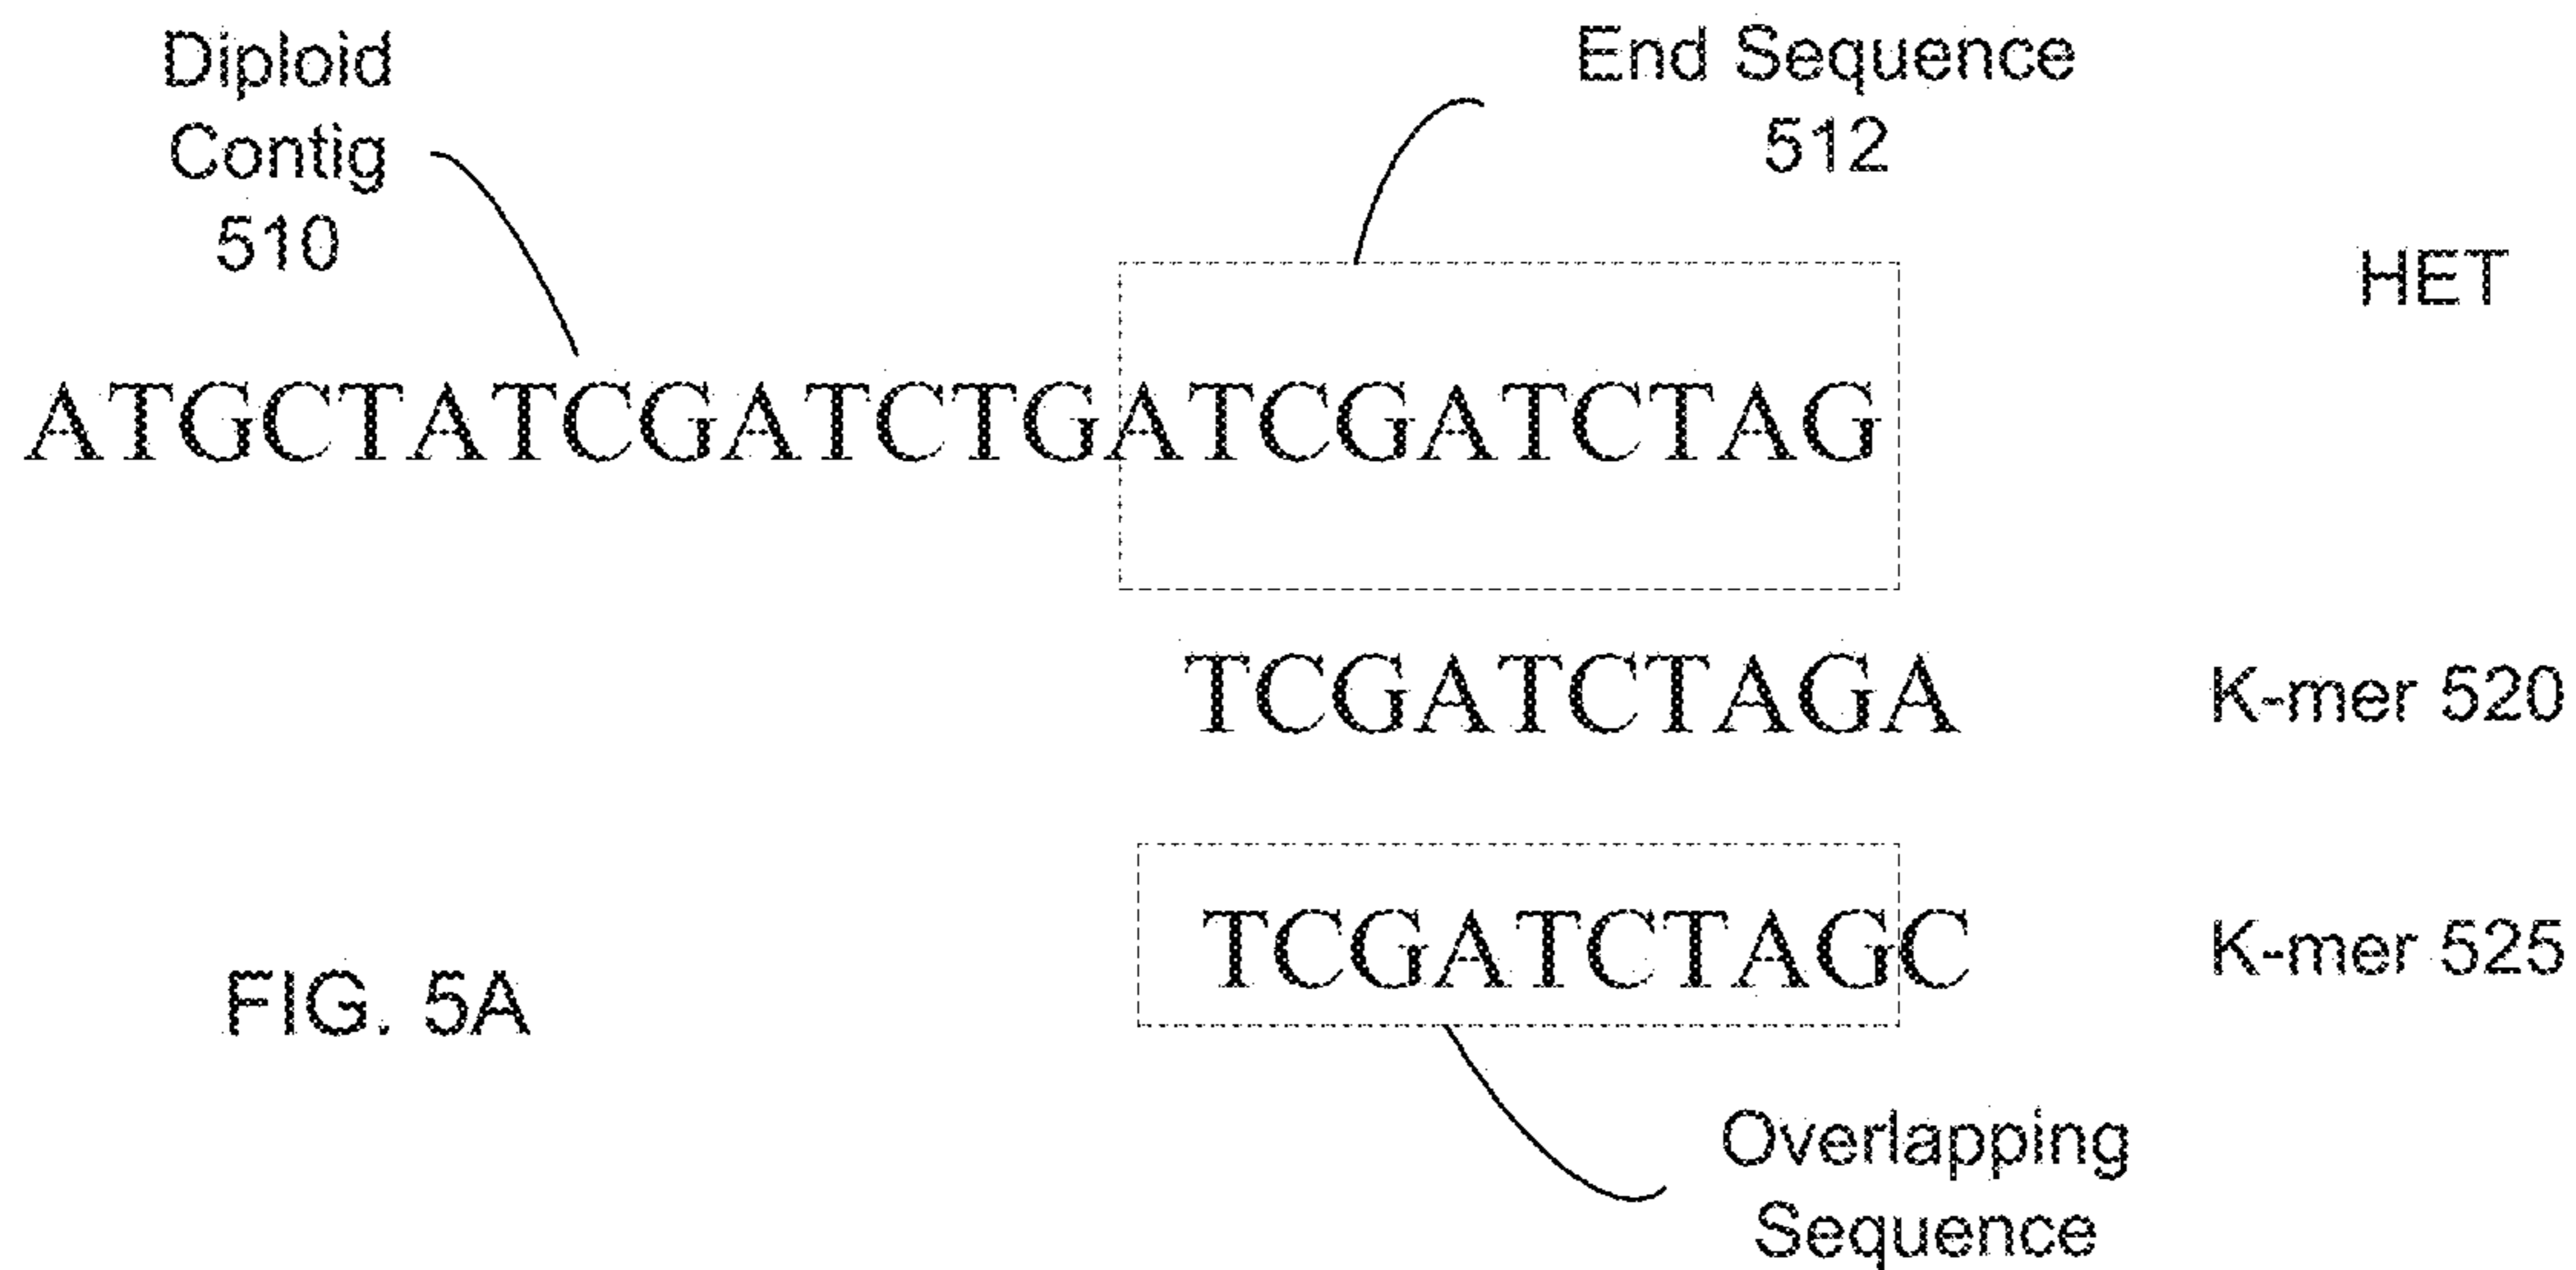 Diploid
Contig
510
End Sequence
512
HET
ATGCTATCGATCTGATCGATCTAG
TCGATCTAGA
K-mer 520
TCGATCTAGC
K-mer 525
FIG. 5A
Overlapping
Sequence